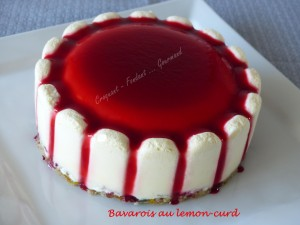 Croquant - Fondant ... Gourmand
Bavarois au lemon-curd